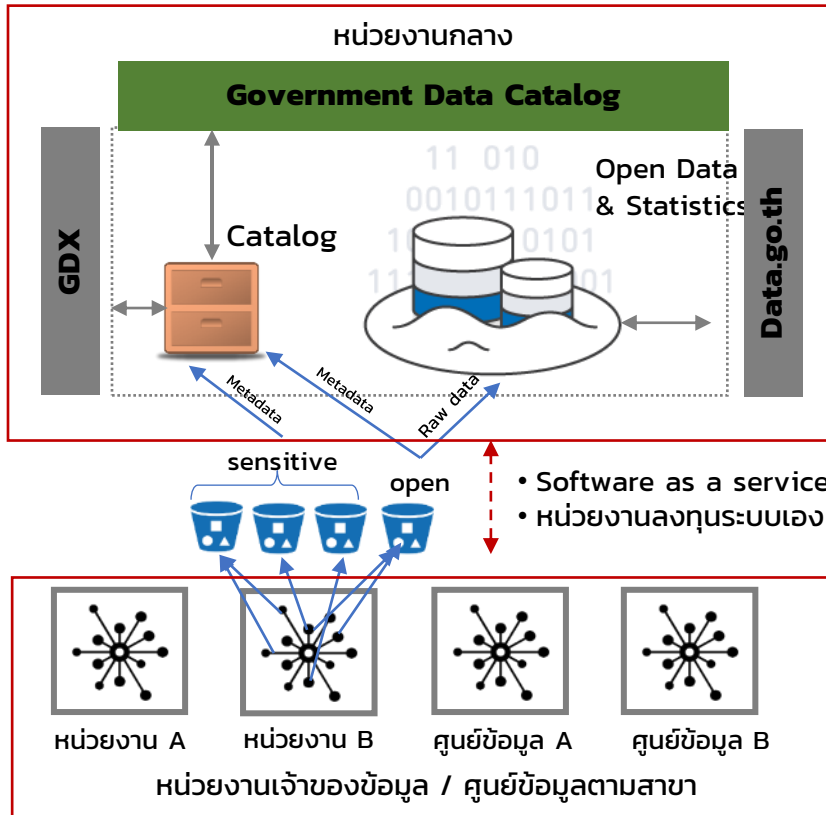 หน่วยงานกลาง
Government Data Catalog
11 010
0010111011
Open Data
& Statistics
GDX
Catalog
Data.go.th
Metadata
Metadata
Raw data
sensitive
open
• Software as a service
• หน่วยงานลงทุนระบบเอง
หน่วยงาน A
หน่วยงาน B
ศูนย์ข้อมูล A
ศูนย์ข้อมูล B
หน่วยงานเจ้าของข้อมูล / ศูนย์ข้อมูลตามสาขา